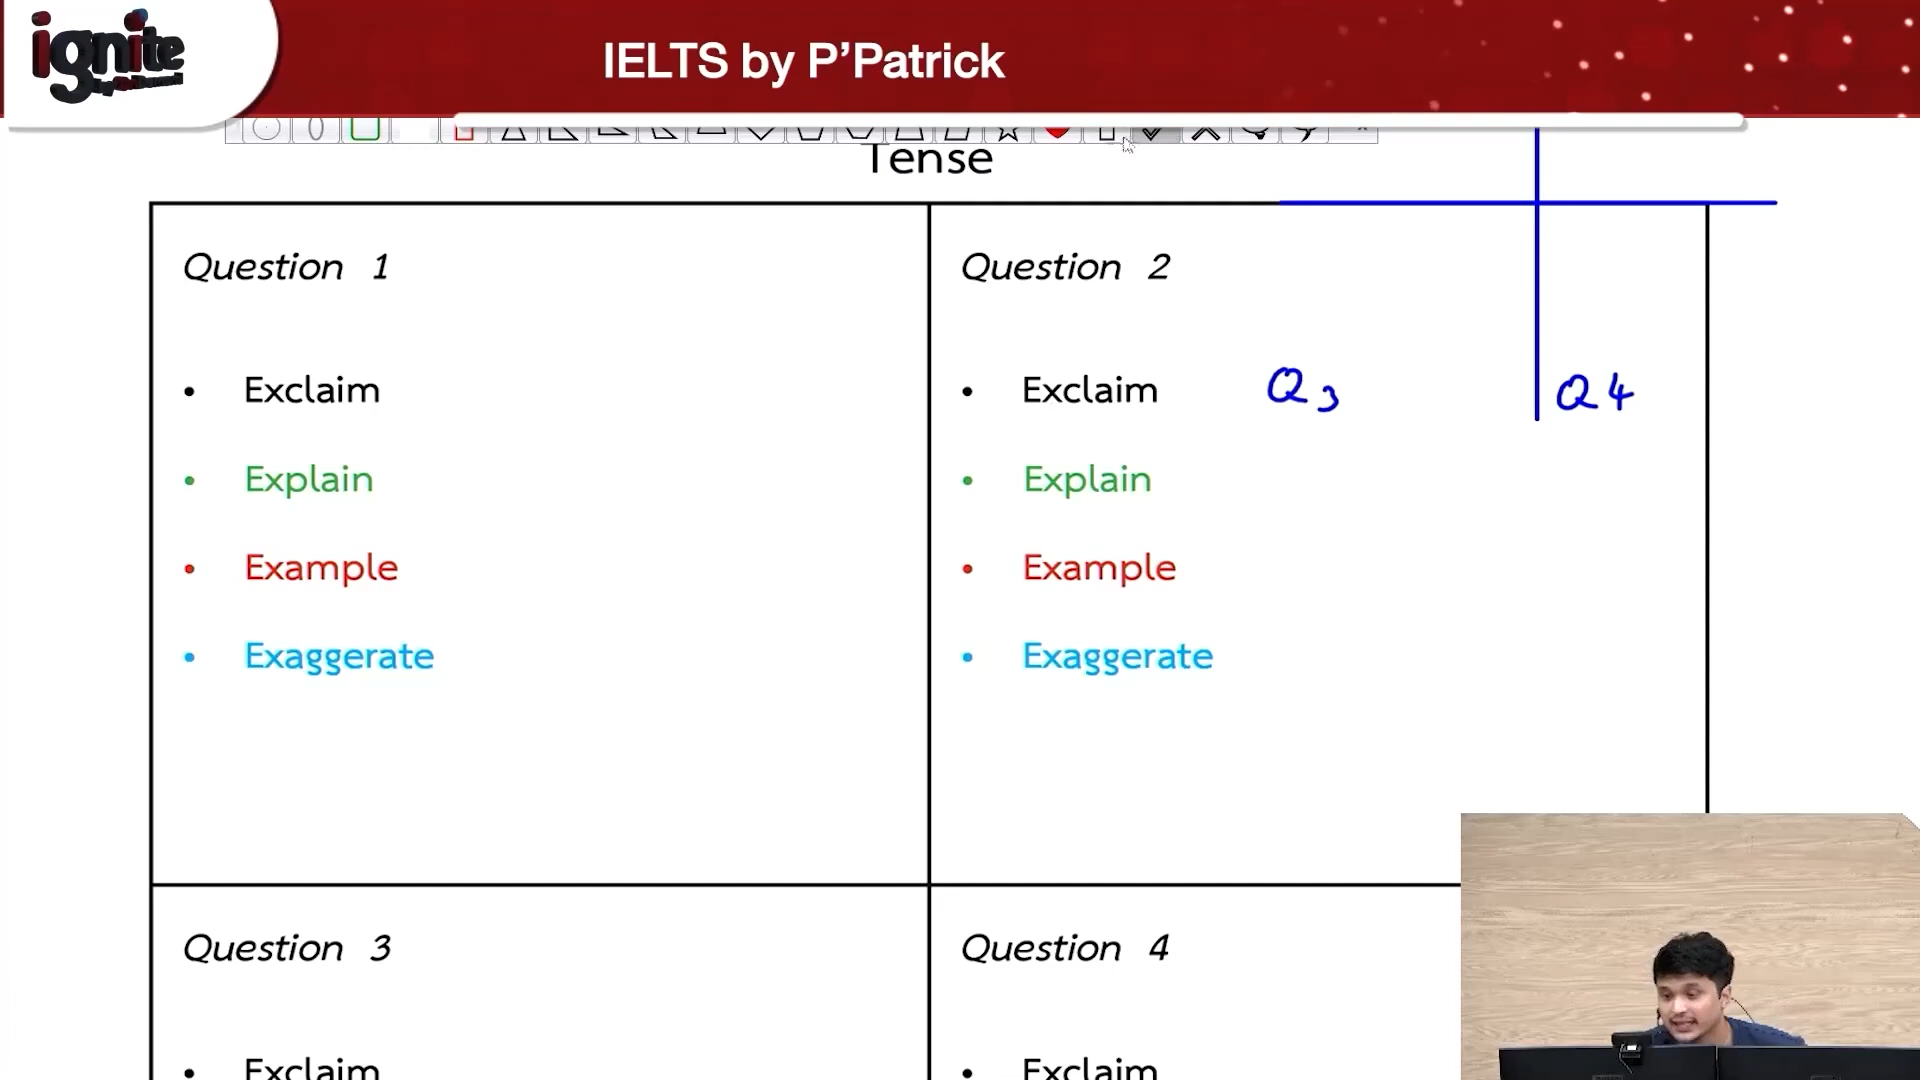 ignite
IELTS by P'Patrick
Tense
Question 1
• Exclaim
• Explain
• Example
• Exaggerate
Question 2
• Exclaim
• Explain
• Example
• Exaggerate
Q3
Q4
Question 3
• Exclaim
Question 4
• Exclaim